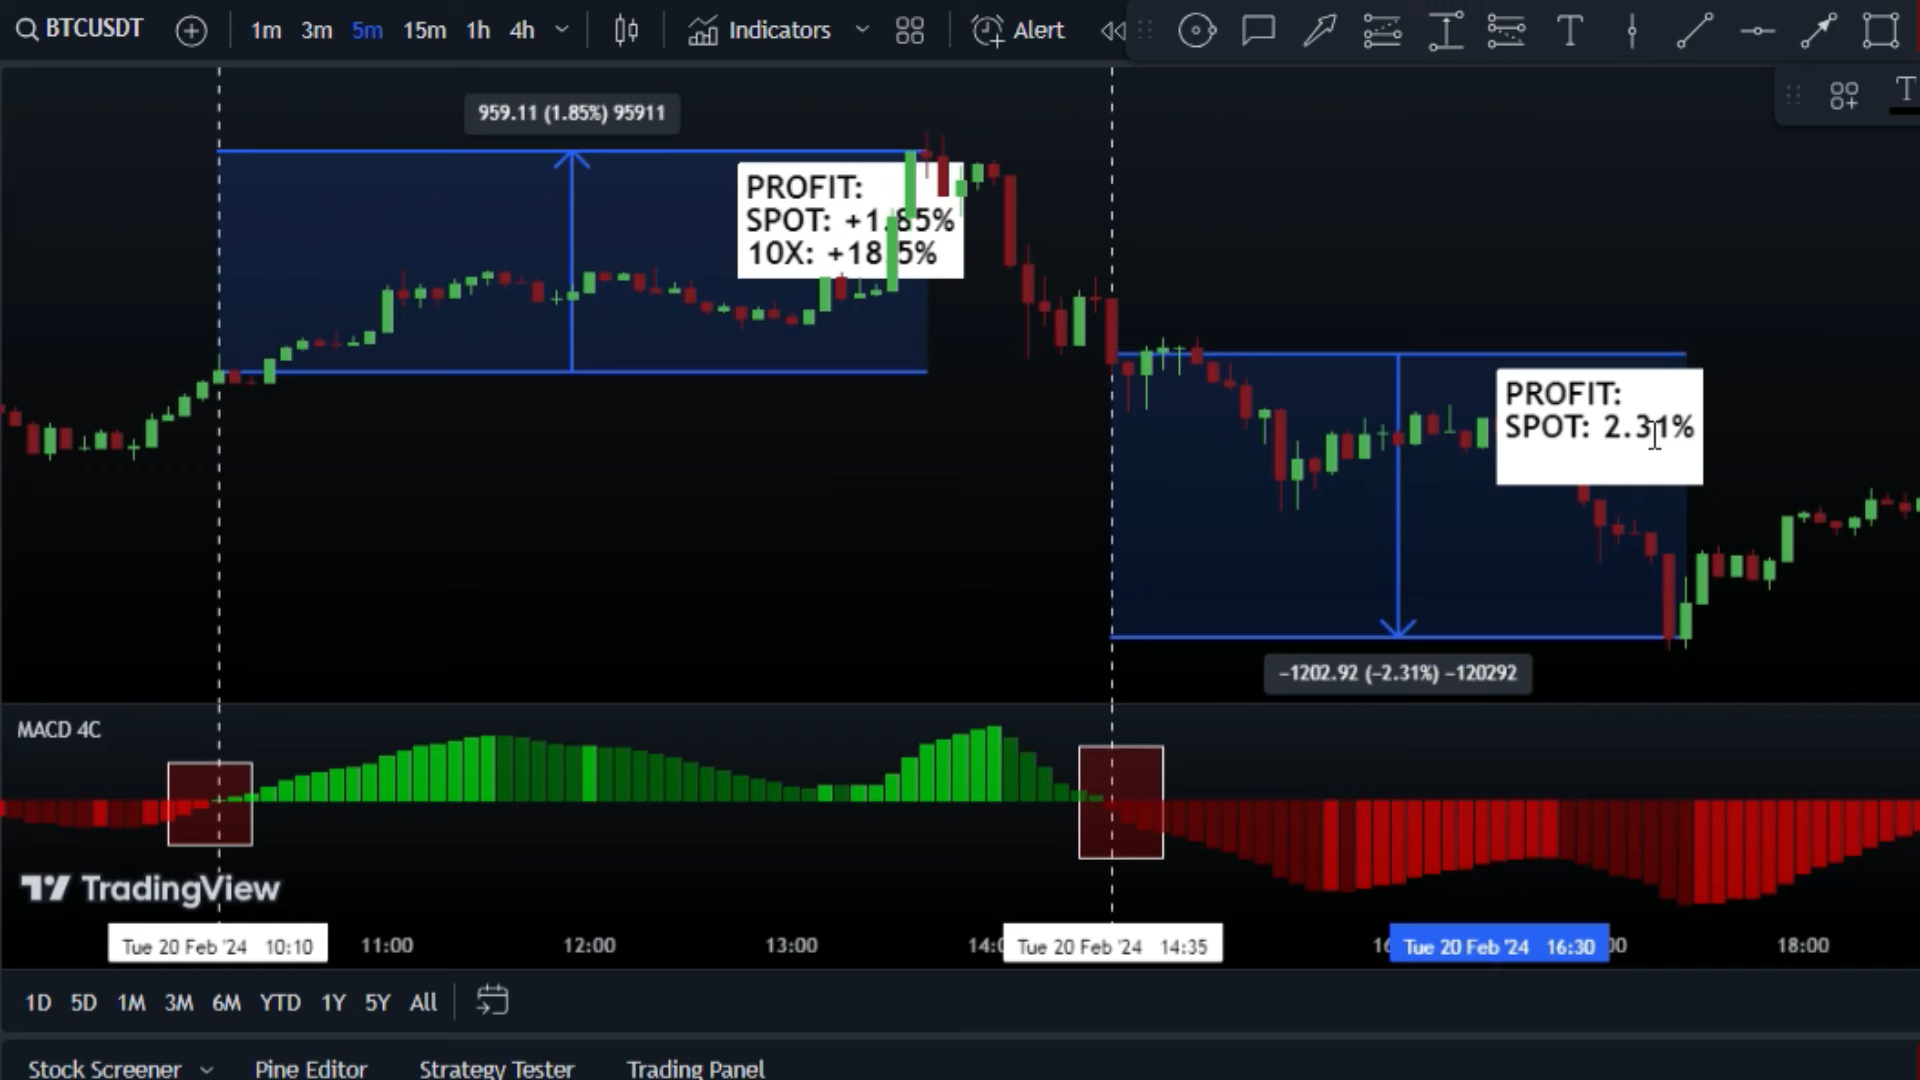 BTCUSDT
1m 3m 5m 15m 1h 4h
Indicators
Alert
T
T
959.11 (1.85%) 95911
PROFIT:
SPOT: +1.85%
10X: +18.5%
PROFIT:
SPOT: 2.31%
−1202.92 (−2.31%) −120292
MACD 4C
TradingView
Tue 20 Feb '24 10:10 11:00 12:00 13:00 14:0 Tue 20 Feb '24 14:35 Tue 20 Feb '24 16:30 18:00
1D 5D 1M 3M 6M YTD 1Y 5Y All
Stock Screener Pine Editor Strategy Tester Trading Panel